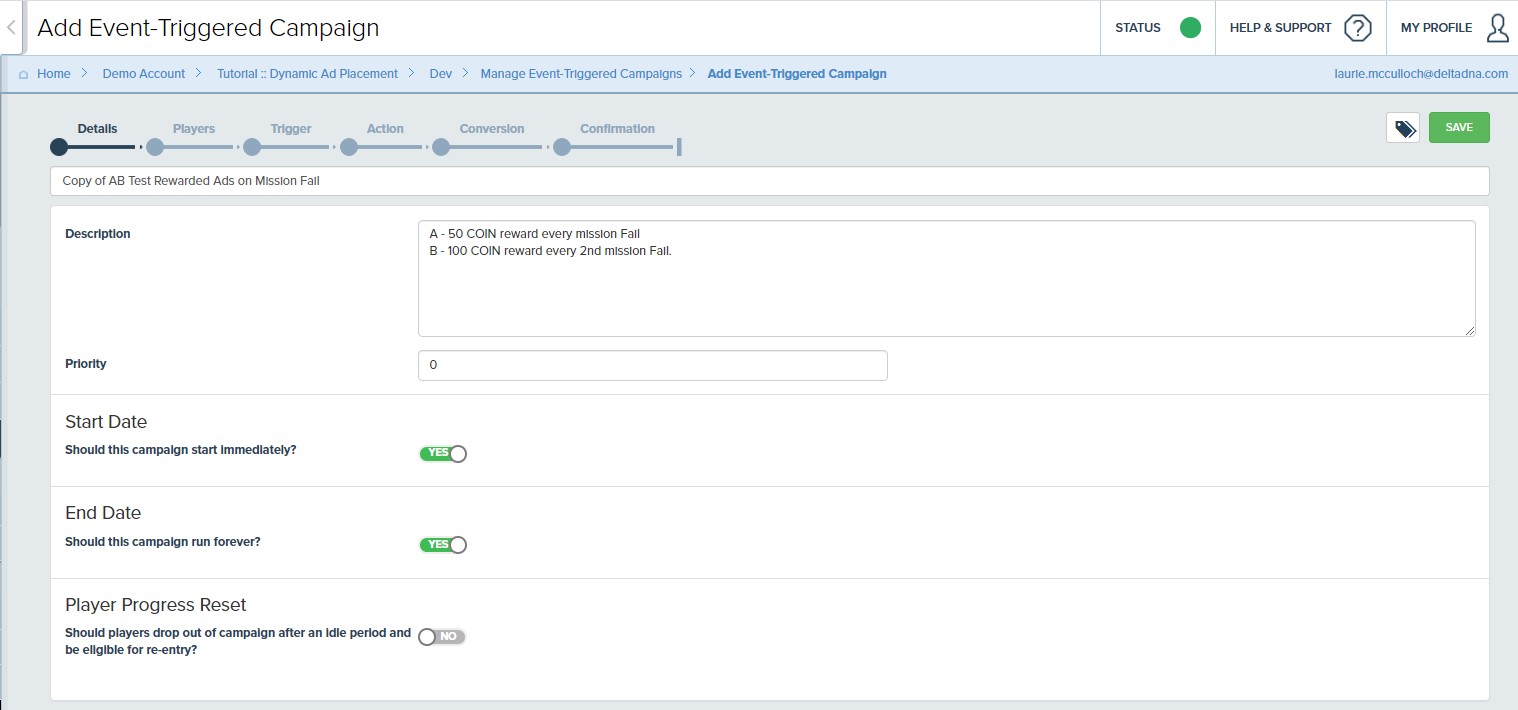 Add Event-Triggered Campaign
STATUS
HELP & SUPPORT
?
MY PROFILE
Home > Demo Account > Tutorial :: Dynamic Ad Placement > Dev > Manage Event-Triggered Campaigns > Add Event-Triggered Campaign
laurie.mcculloch@deltadna.com
Details Players Trigger Action Conversion Confirmation
SAVE
Copy of AB Test Rewarded Ads on Mission Fail
Description
A - 50 COIN reward every mission Fail
B - 100 COIN reward every 2nd mission Fail.
Priority
0
Start Date
Should this campaign start immediately?
YES
End Date
Should this campaign run forever?
YES
Player Progress Reset
Should players drop out of campaign after an idle period and
be eligible for re-entry?
NO